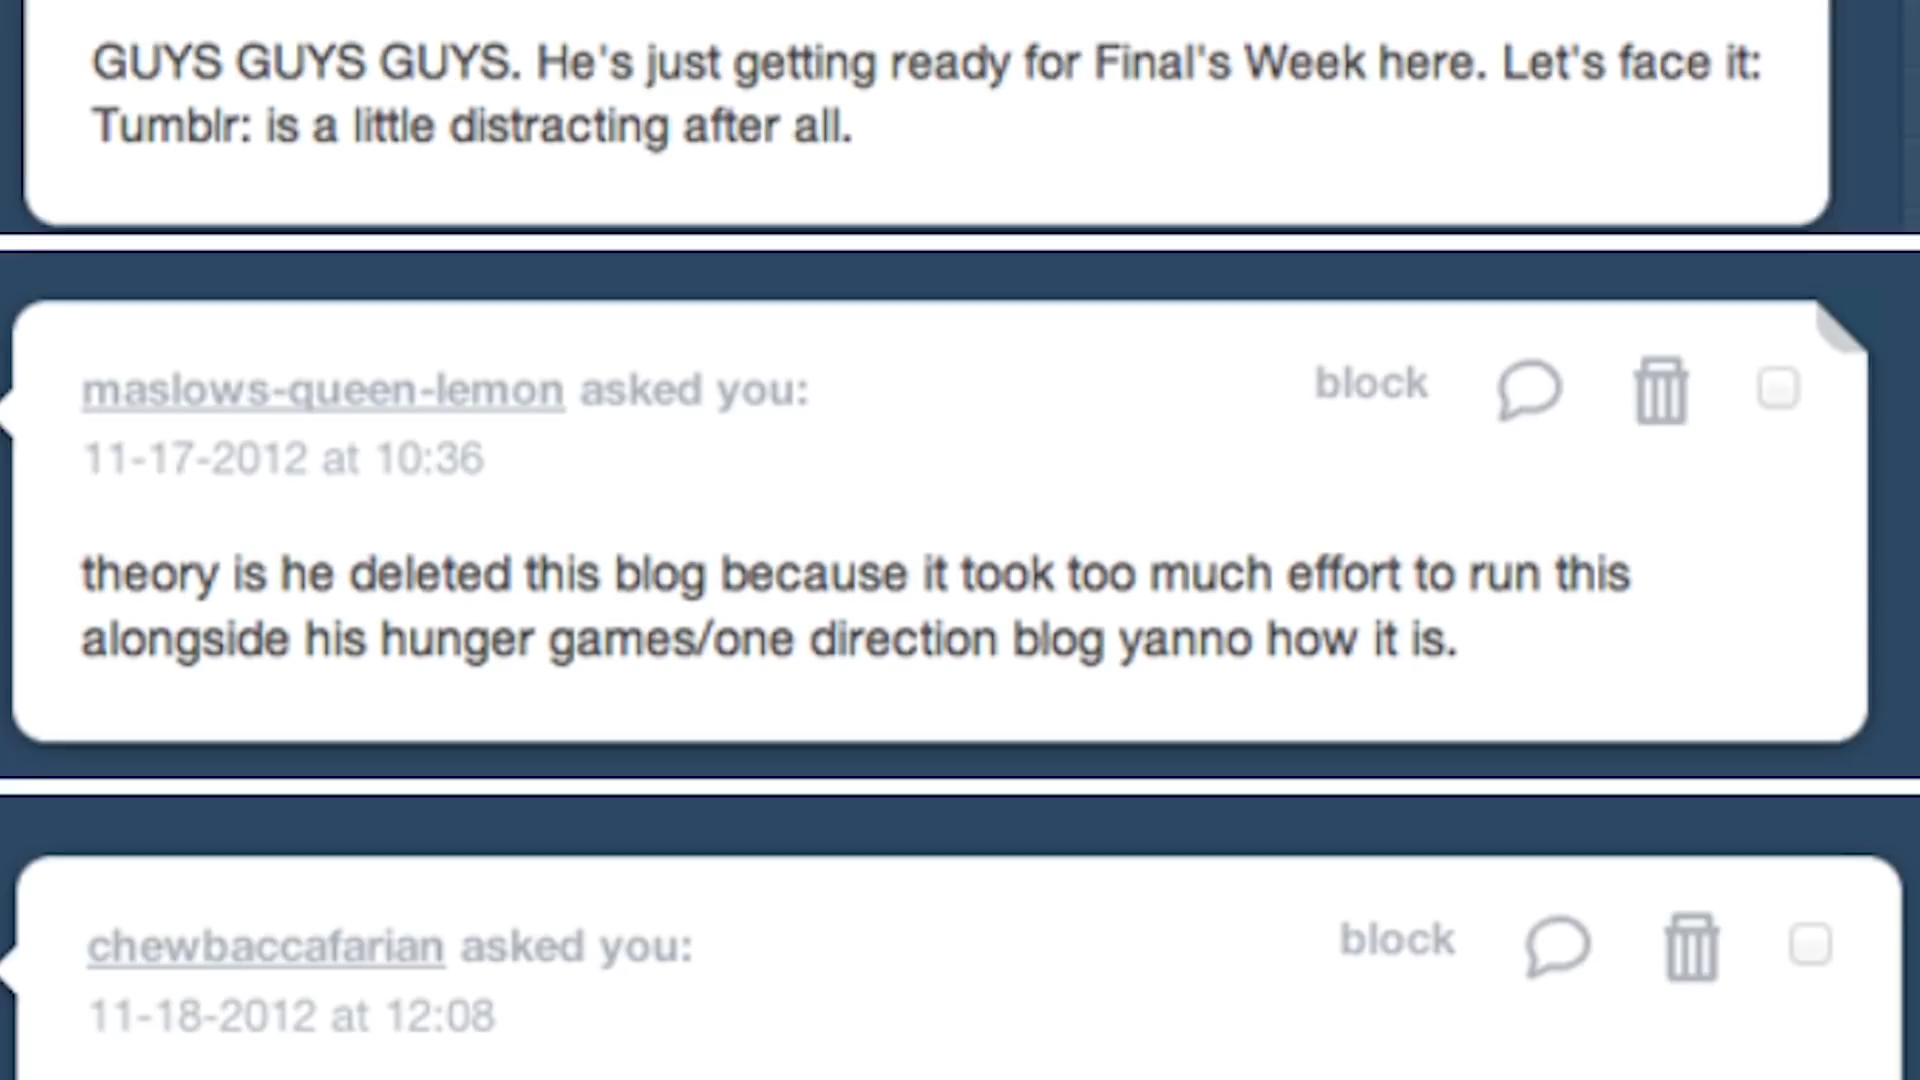 GUYS GUYS GUYS. He's just getting ready for Final's Week here. Let's face it:
Tumblr: is a little distracting after all.
maslows-queen-lemon asked you:
block
11-17-2012 at 10:36
theory is he deleted this blog because it took too much effort to run this
alongside his hunger games/one direction blog yanno how it is.
chewbaccafarian asked you:
block
11-18-2012 at 12:08